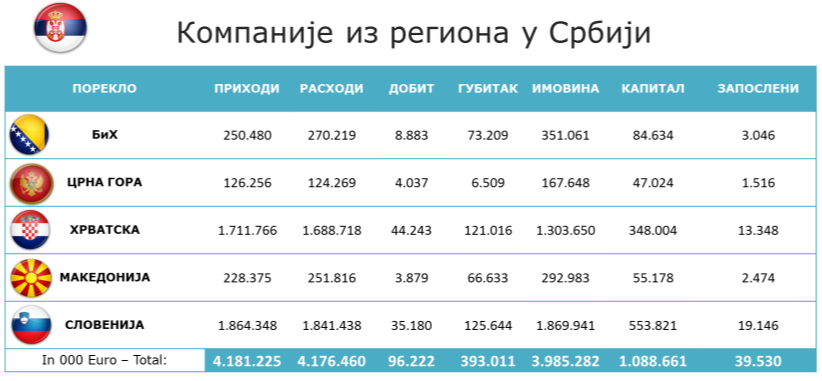 Компаније из региона у Србији
ПОРЕКЛО ПРИХОДИ РАСХОДИ ДОБИТ ГУБИТАК ИМОВИНА КАПИТАЛ ЗАПОСЛЕНИ
БиХ 250.480 270.219 8.883 73.209 351.061 84.634 3.046
ЦРНА ГОРА 126.256 124.269 4.037 6.509 167.648 47.024 1.516
ХРВАТСКА 1.711.766 1.688.718 44.243 121.016 1.303.650 348.004 13.348
МАКЕДОНИЈА 228.375 251.816 3.879 66.633 292.983 55.178 2.474
СЛОВЕНИЈА 1.864.348 1.841.438 35.180 125.644 1.869.941 553.821 19.146
In 000 Euro – Total: 4.181.225 4.176.460 96.222 393.011 3.985.282 1.088.661 39.530